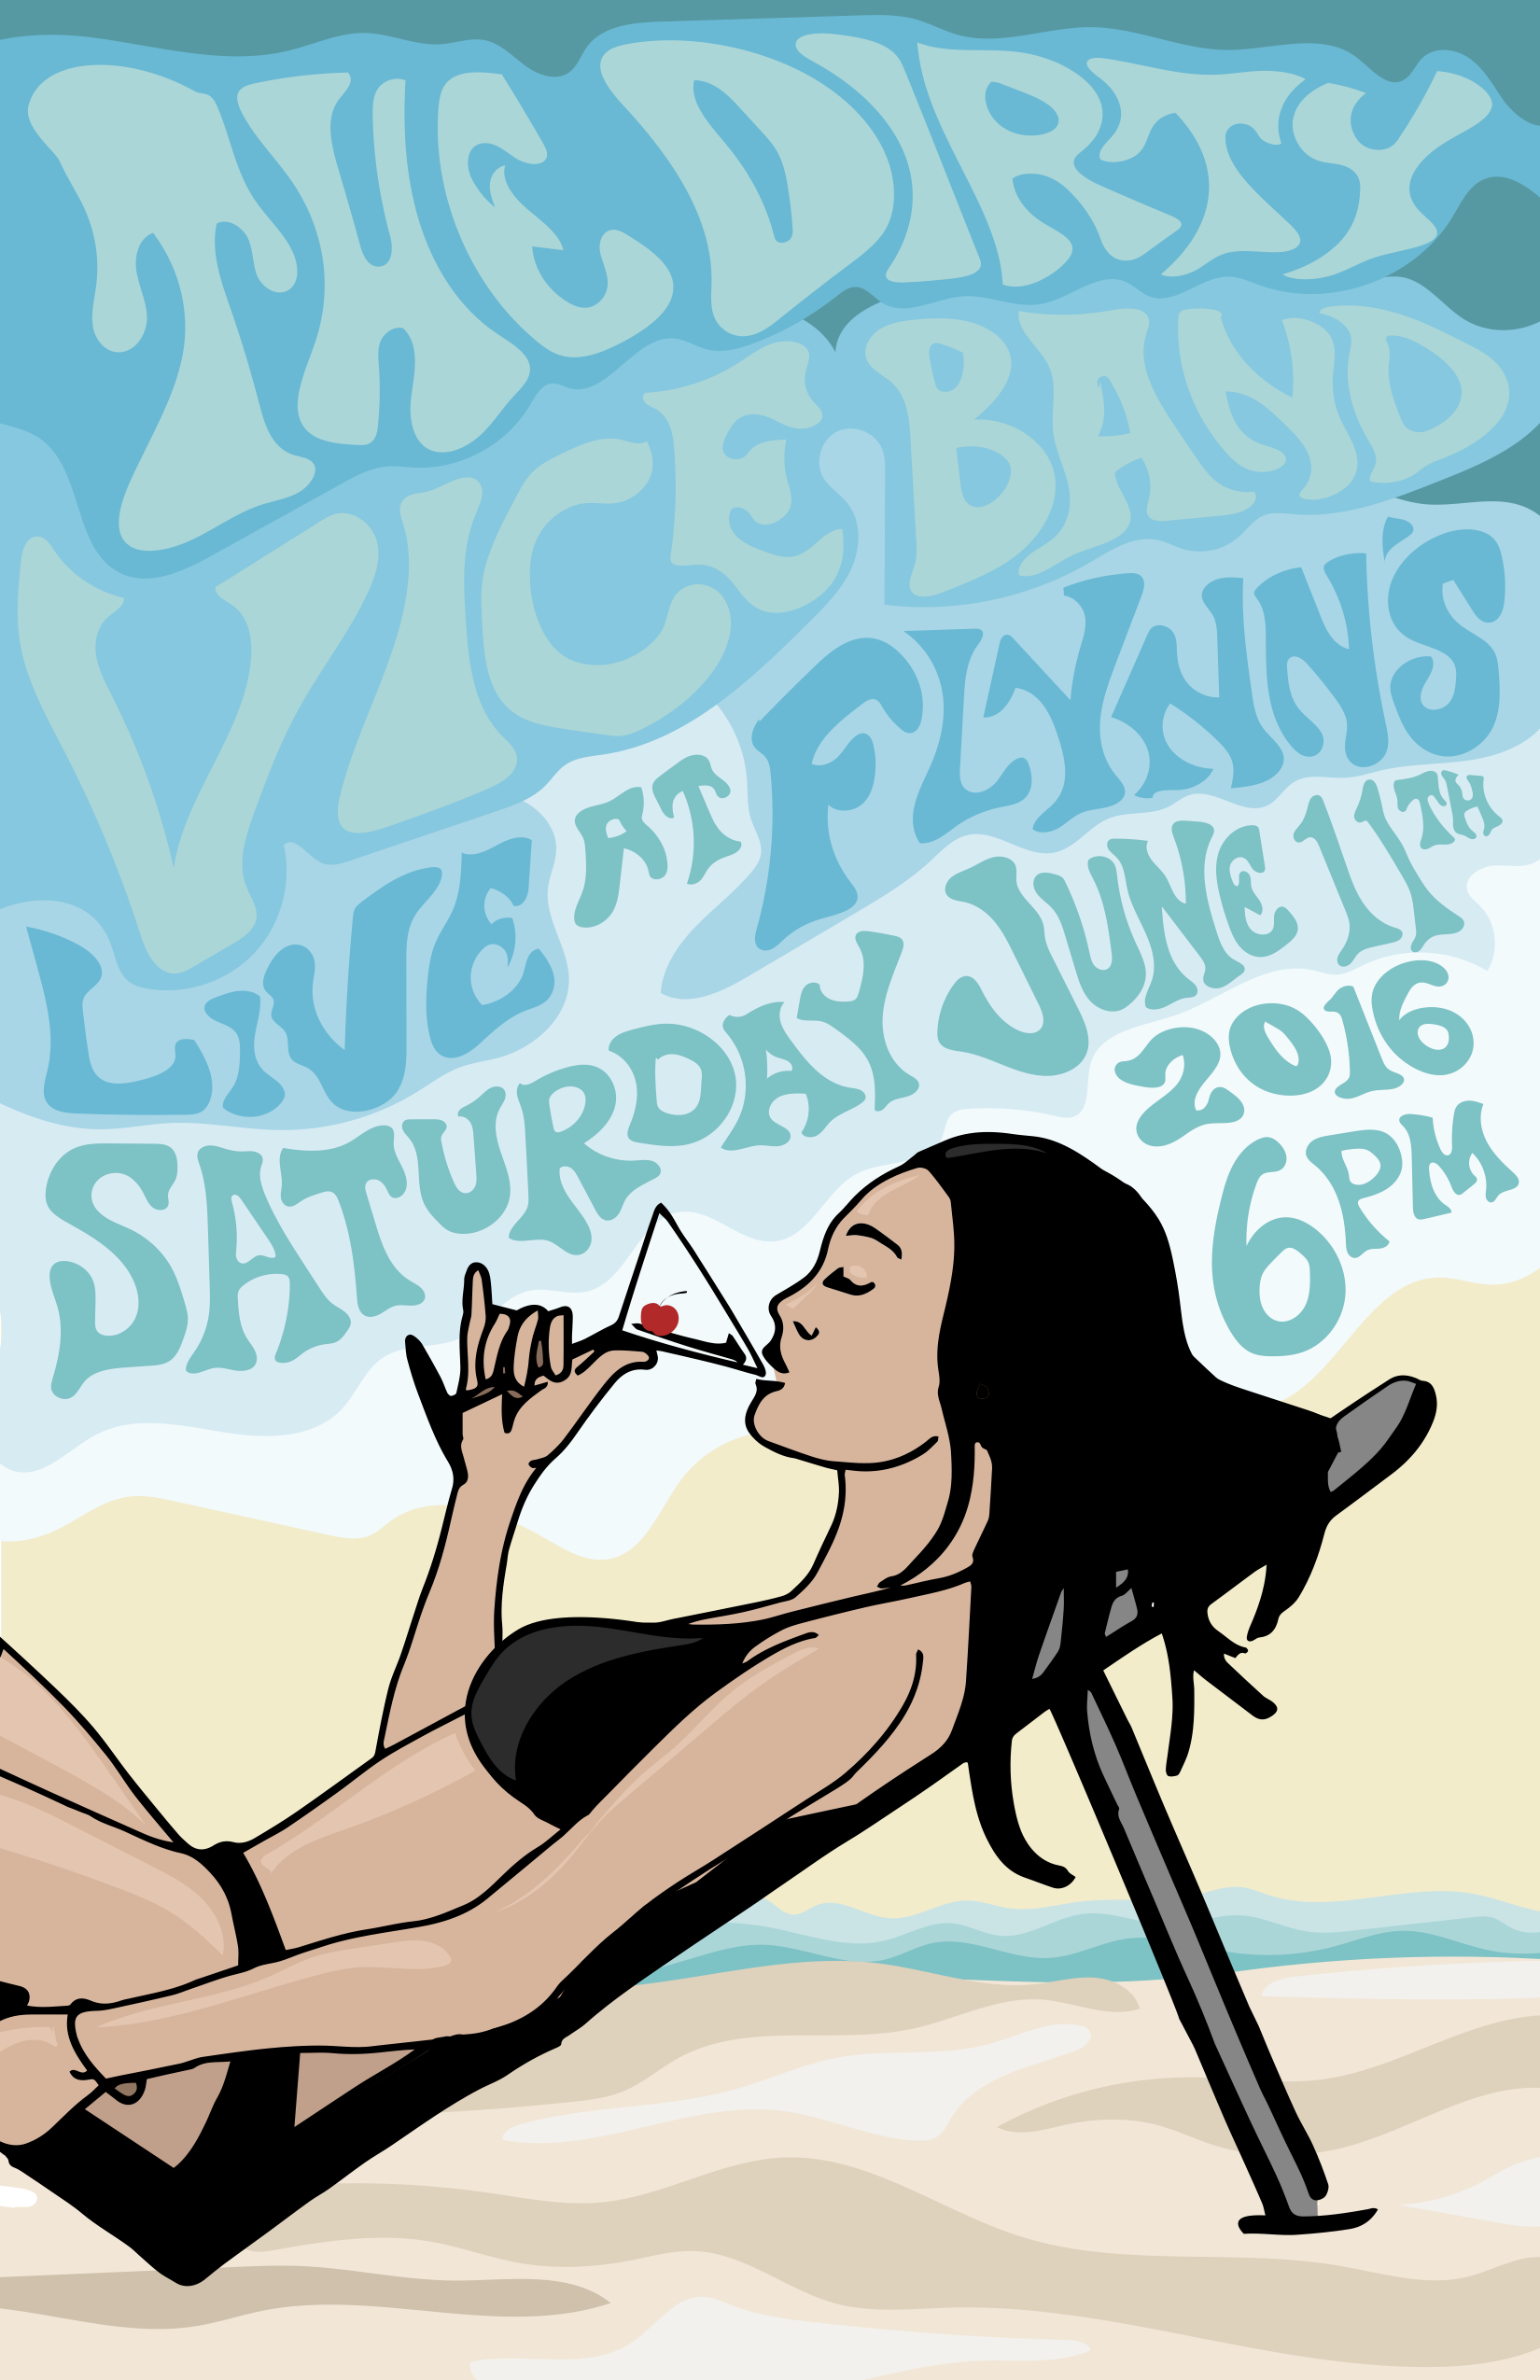 THE DIRTY
VICE BAND
LIVE AT FLYNN'S
SATURDAY JUNE 11TH
2016
6PM